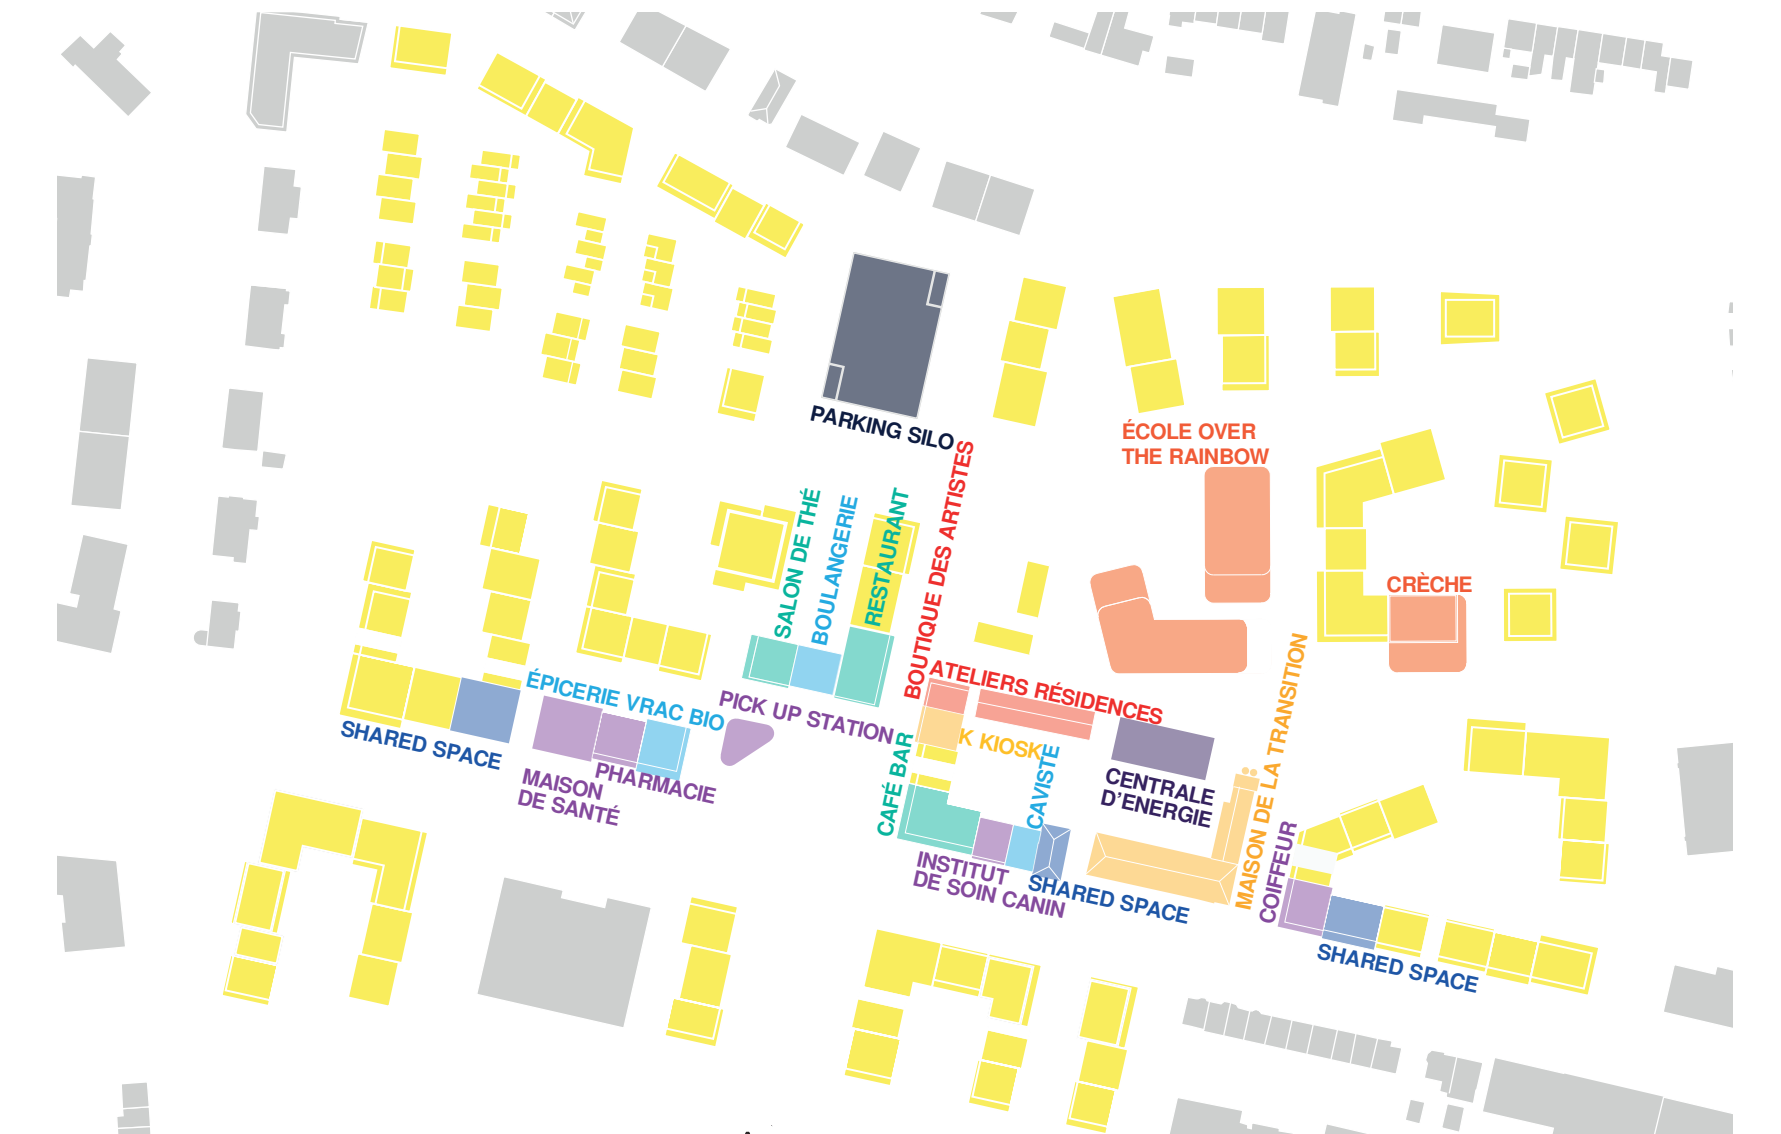 PARKING SILO
ÉCOLE OVER
THE RAINBOW
BOUTIQUE DES ARTISTES
SALON DE THÉ
BOULANGERIE
RESTAURANT
CRÈCHE
ATELIERS RÉSIDENCES
ÉPICERIE VRAC BIO
PICK UP STATION
SHARED SPACE
MAISON
DE SANTÉ
PHARMACIE
K KIOSK
CAFÉ BAR
CAVISTE
CENTRALE
D'ENERGIE
MAISON DE LA TRANSITION
INSTITUT
DE SOIN CANIN
SHARED SPACE
COIFFEUR
SHARED SPACE